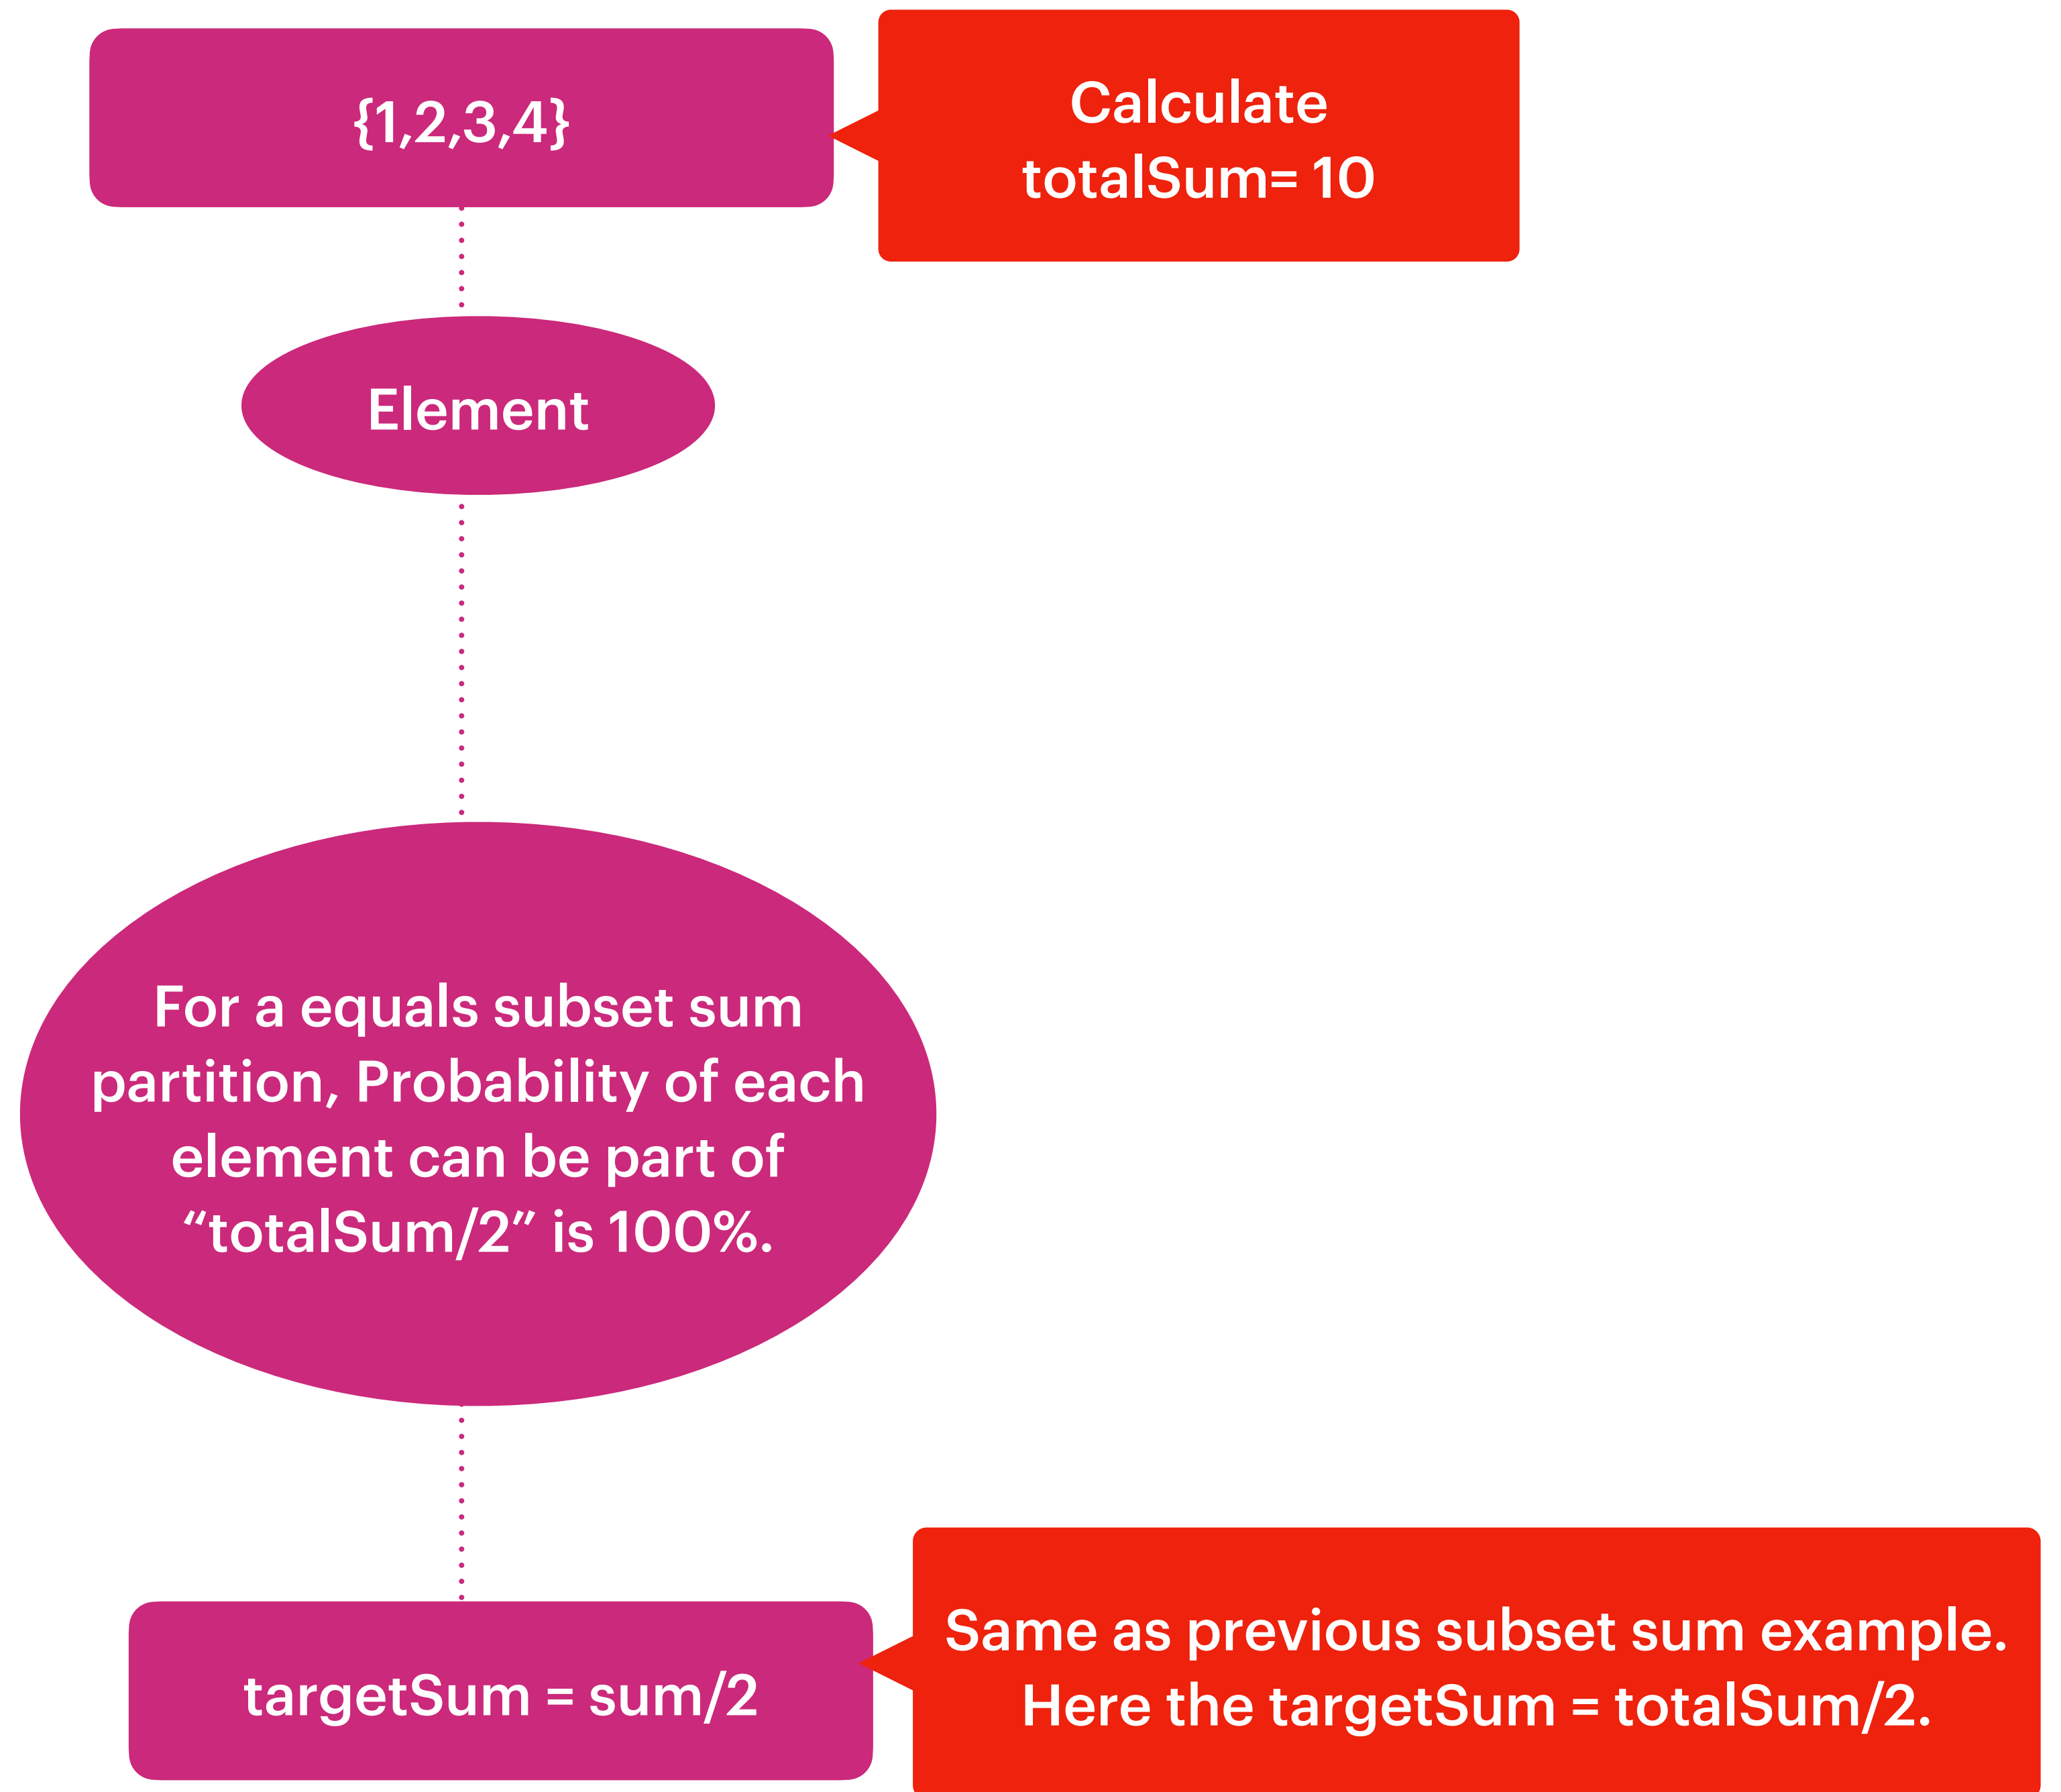 {1,2,3,4}
Calculate
totalSum= 10
Element
For a equals subset sum
partition, Probability of each
element can be part of
“totalSum/2” is 100%.
targetSum = sum/2
Same as previous subset sum example.
Here the targetSum = totalSum/2.